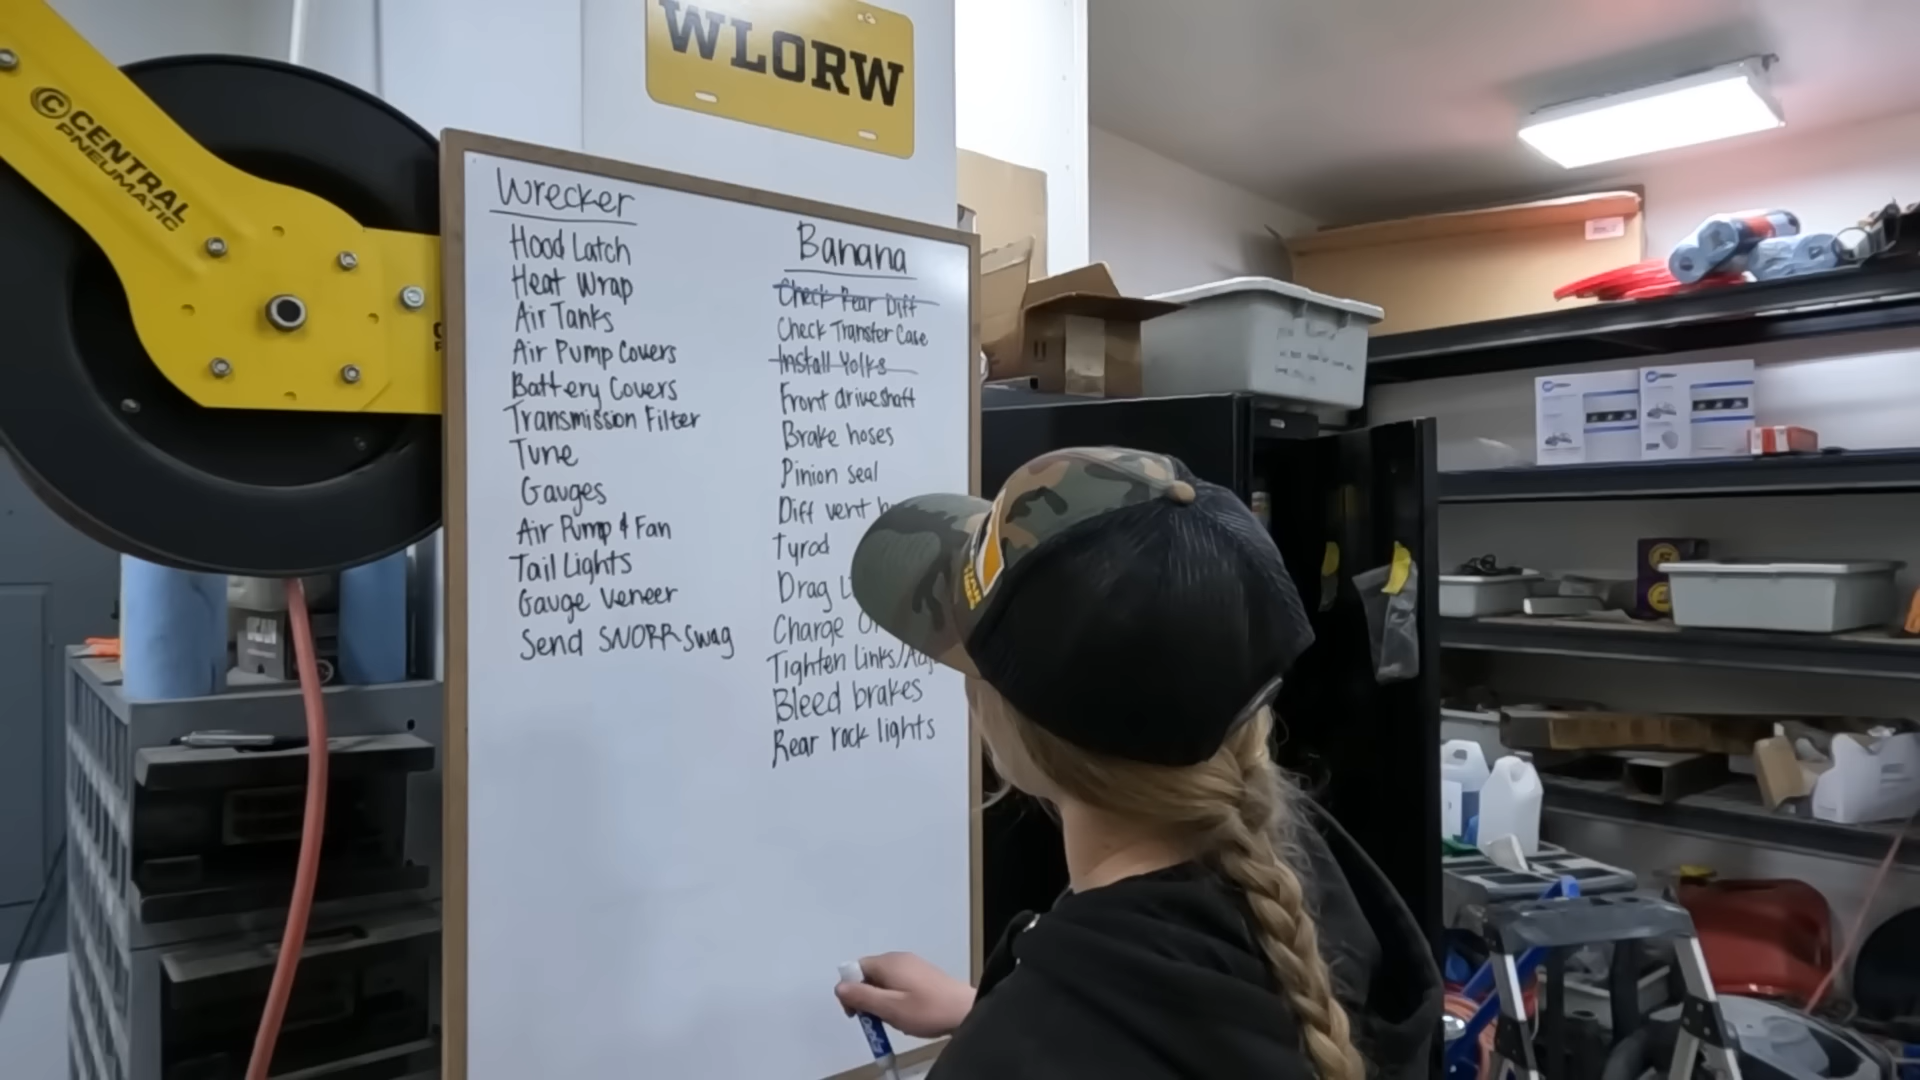 WLORW
CENTRAL
PNEUMATIC
Wrecker
Hood Latch
Heat Wrap
Air Tanks
Air Pump Covers
Battery Covers
Transmission Filter
Tune
Gauges
Air Pump & Fan
Tail Lights
Gauge veneer
Send SNORR swag
Banana
Check Rear Diff
Check Transfer Case
Install Yolks
Front driveshaft
Brake hoses
Pinion seal
Diff vent
Tyrod
Drag
Charge
Tighten Links/
Bleed brakes
Rear rock lights